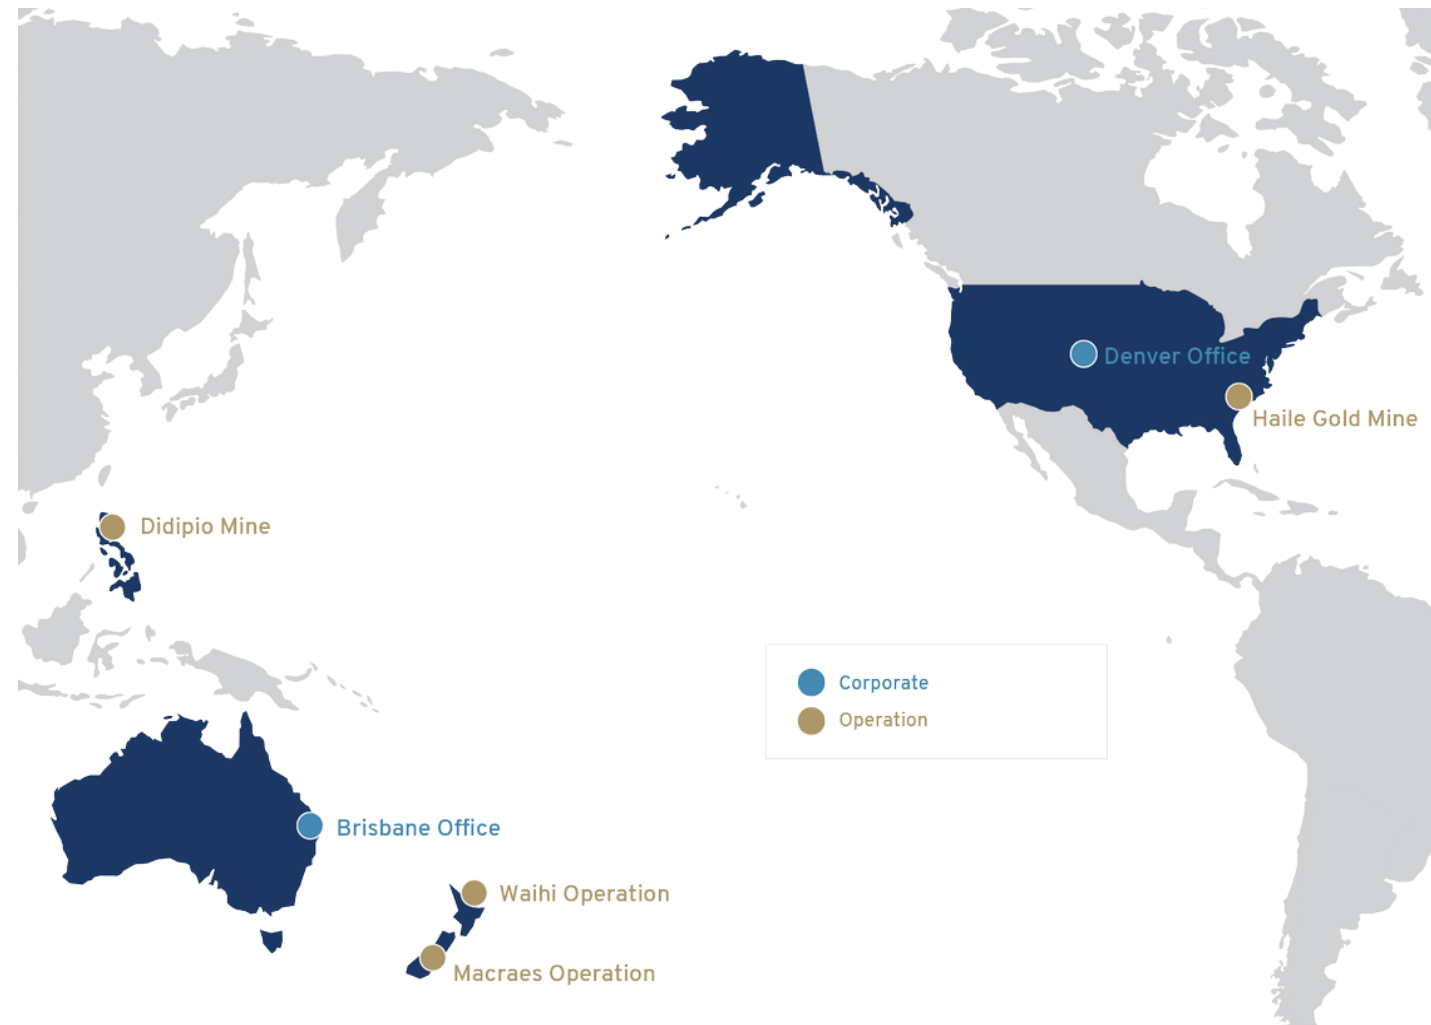 Denver Office
Haile Gold Mine
Didipio Mine
Corporate
Operation
Brisbane Office
Waihi Operation
Macraes Operation